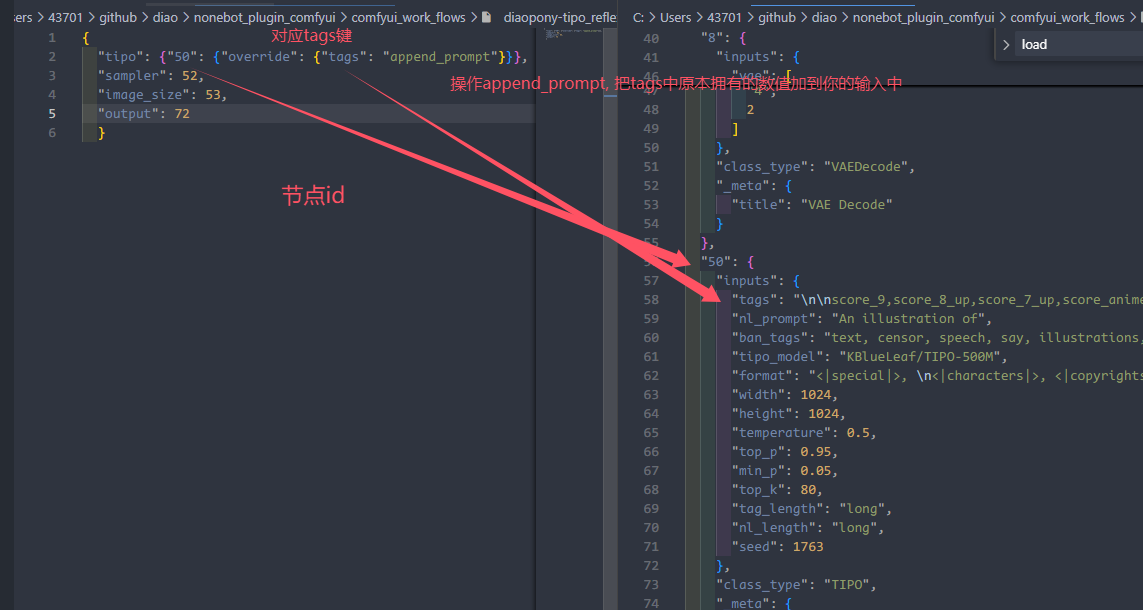 sers > 43701 > github > diao > nonebot_plugin_comfyui > comfyui_work_flows > diaopony-tipo_refle
1 {
对应tags键
2 "tipo": {"50": {"override": {"tags": "append_prompt"}}},
3 "sampler": 52,
4 "image_size": 53,
5 "output": 72
6 }
节点id
操作append_prompt, 把tags中原本拥有的数值加到你的输入中
C: > Users > 43701 > github > diao > nonebot_plugin_comfyui > comfyui_work_flows >
> load
40 "8": {
41 "inputs": {
46 "vae": [
47 "4",
48 2
49 ]
50 },
51 "class_type": "VAEDecode",
52 "_meta": {
53 "title": "VAE Decode"
54 }
55 },
"50": {
57 "inputs": {
58 "tags": "\n\nscore_9,score_8_up,score_7_up,score_anime
59 "nl_prompt": "An illustration of",
60 "ban_tags": "text, censor, speech, say, illustrations,
61 "tipo_model": "KBlueLeaf/TIPO-500M",
62 "format": "<|special|>, \n<|characters|>, <|copyrights
63 "width": 1024,
64 "height": 1024,
65 "temperature": 0.5,
66 "top_p": 0.95,
67 "min_p": 0.05,
68 "top_k": 80,
69 "tag_length": "long",
70 "nl_length": "long",
71 "seed": 1763
72 },
73 "class_type": "TIPO",
74 "_meta": {